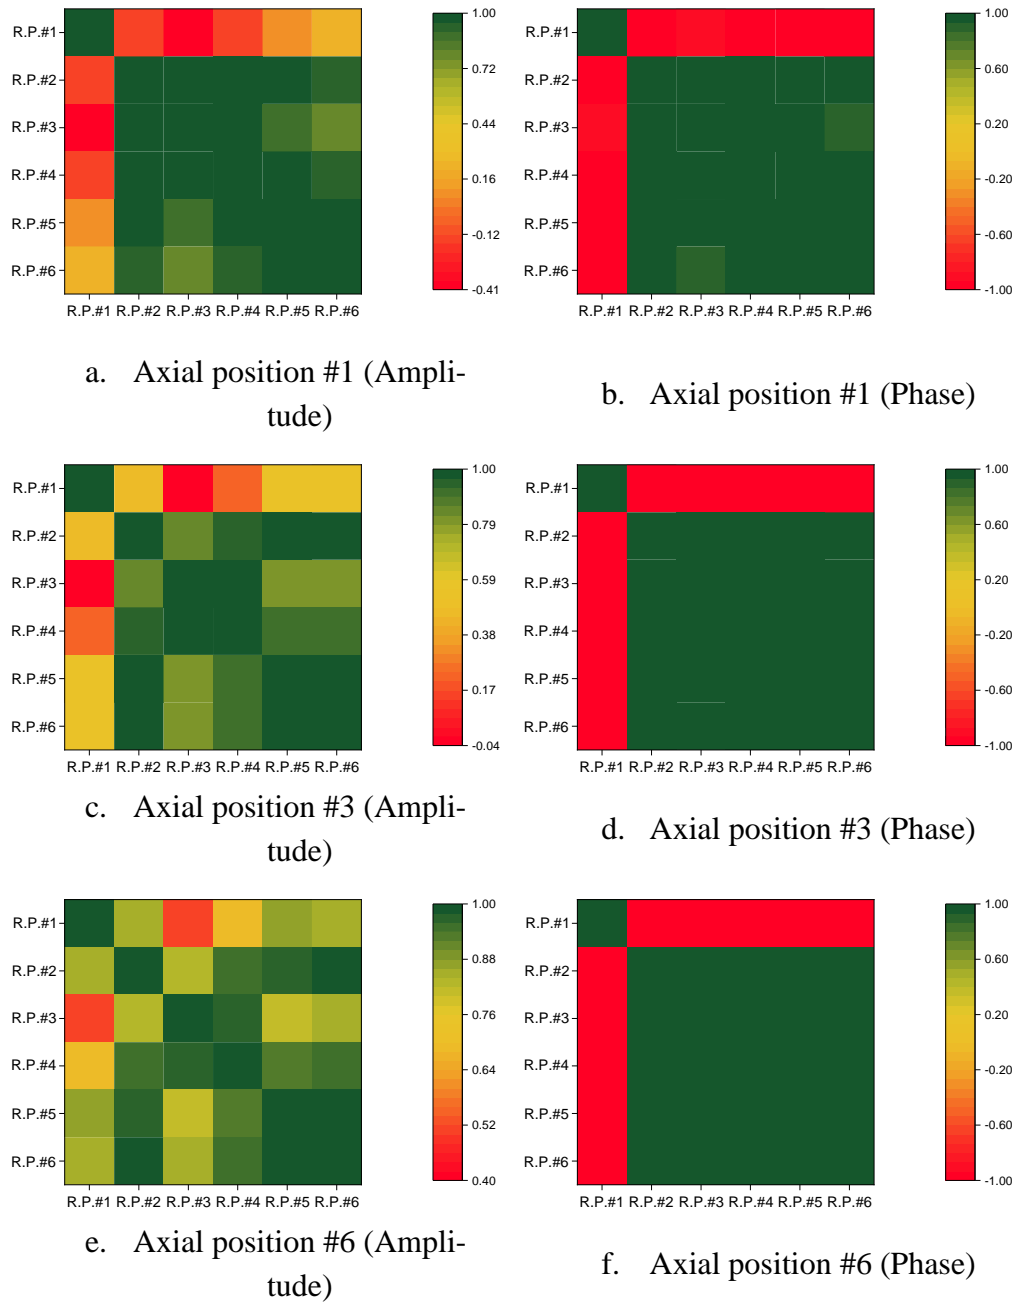 R.P.#1
R.P.#2
R.P.#3
R.P.#4
R.P.#5
R.P.#6
R.P.#1 R.P.#2 R.P.#3 R.P.#4 R.P.#5 R.P.#6
1.00
0.72
0.44
0.16
-0.12
-0.41
a. Axial position #1 (Ampli-
tude)
R.P.#1
R.P.#2
R.P.#3
R.P.#4
R.P.#5
R.P.#6
R.P.#1 R.P.#2 R.P.#3 R.P.#4 R.P.#5 R.P.#6
1.00
0.60
0.20
-0.20
-0.60
-1.00
b. Axial position #1 (Phase)
R.P.#1
R.P.#2
R.P.#3
R.P.#4
R.P.#5
R.P.#6
R.P.#1 R.P.#2 R.P.#3 R.P.#4 R.P.#5 R.P.#6
1.00
0.79
0.59
0.38
0.17
-0.04
c. Axial position #3 (Ampli-
tude)
R.P.#1
R.P.#2
R.P.#3
R.P.#4
R.P.#5
R.P.#6
R.P.#1 R.P.#2 R.P.#3 R.P.#4 R.P.#5 R.P.#6
1.00
0.60
0.20
-0.20
-0.60
-1.00
d. Axial position #3 (Phase)
R.P.#1
R.P.#2
R.P.#3
R.P.#4
R.P.#5
R.P.#6
R.P.#1 R.P.#2 R.P.#3 R.P.#4 R.P.#5 R.P.#6
1.00
0.88
0.76
0.64
0.52
0.40
e. Axial position #6 (Ampli-
tude)
R.P.#1
R.P.#2
R.P.#3
R.P.#4
R.P.#5
R.P.#6
R.P.#1 R.P.#2 R.P.#3 R.P.#4 R.P.#5 R.P.#6
1.00
0.60
0.20
-0.20
-0.60
-1.00
f. Axial position #6 (Phase)